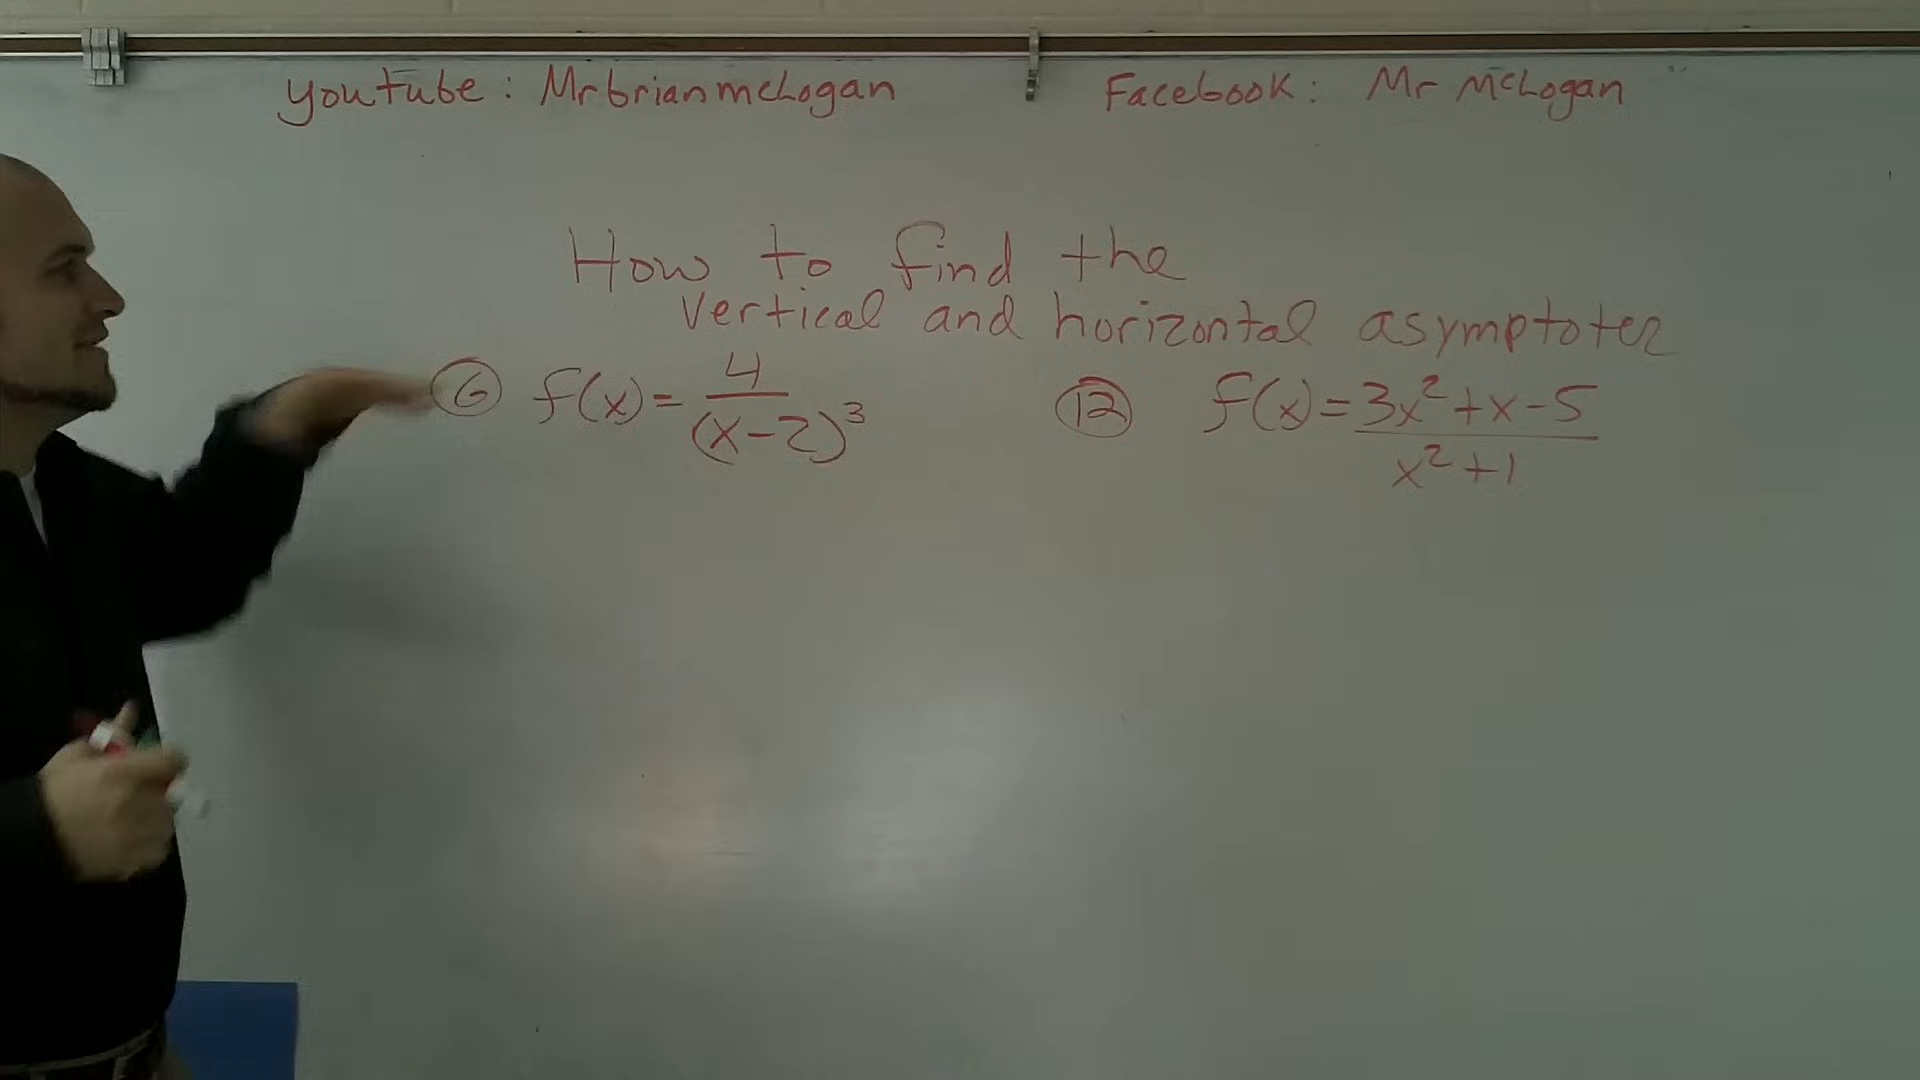 youtube: Mrbrianmclogan Facebook: Mr McLogan
How to find the
vertical and horizontal asymptotes
6 f(x)=4/(x-2)^3
12 f(x)=3x^2+x-5/x^2+1